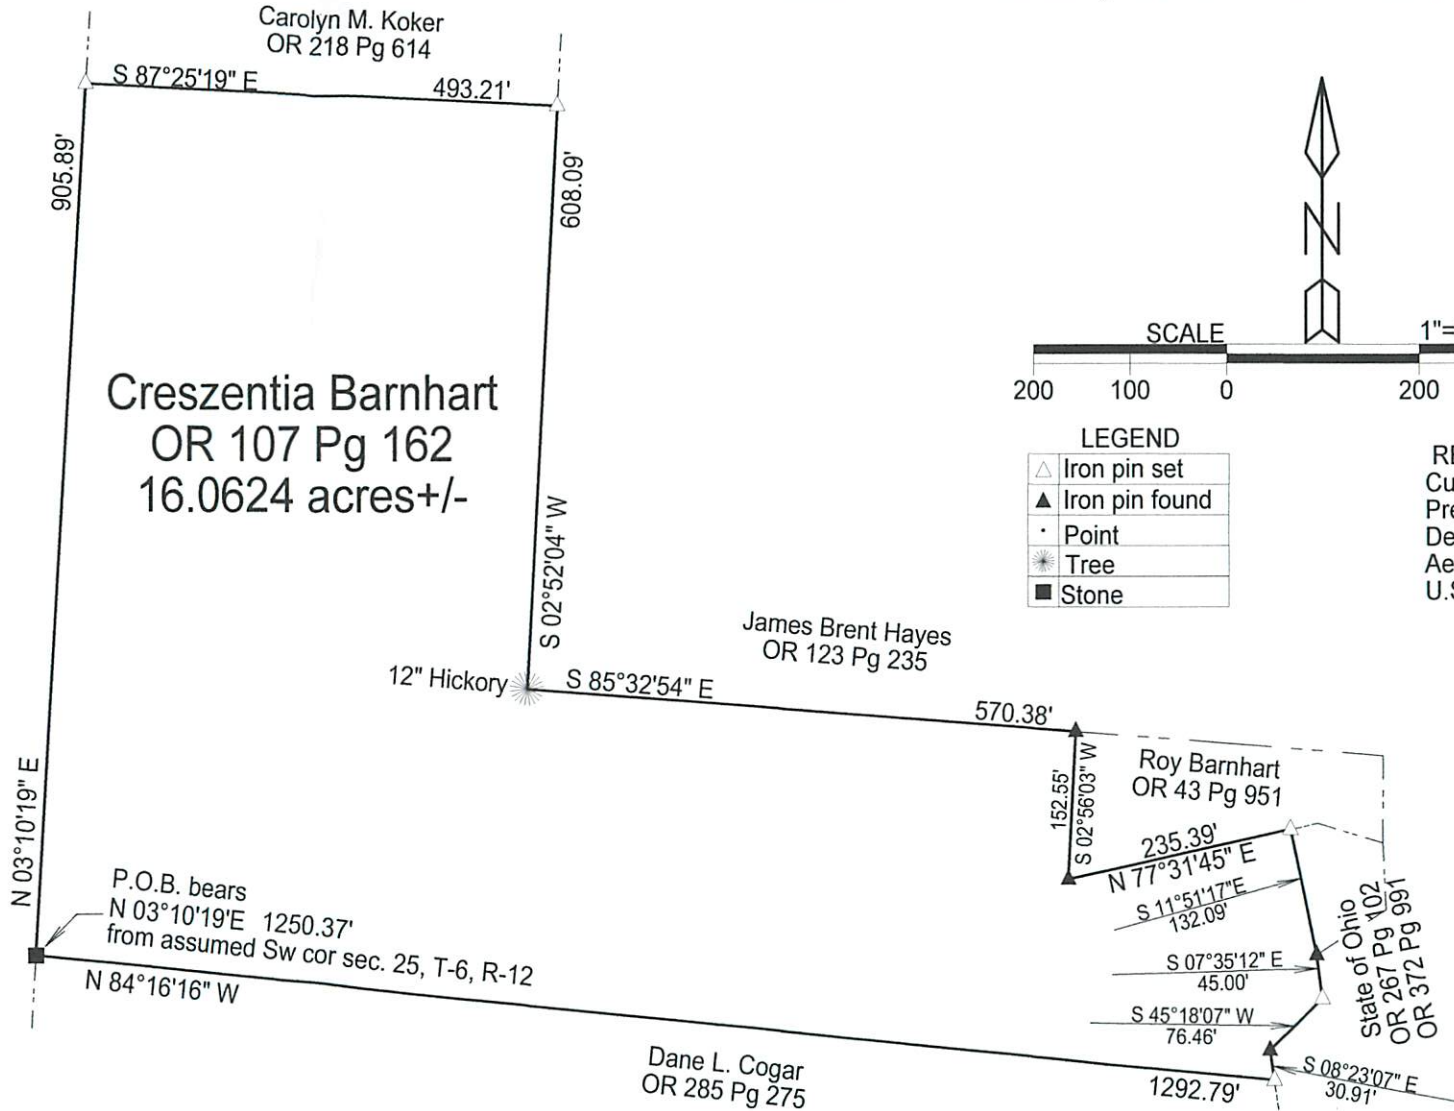 Carolyn M. Koker
OR 218 Pg 614
S 87°25'19" E
493.21'
905.89'
608.09'
Creszentia Barnhart
OR 107 Pg 162
16.0624 acres+/-
S 02°52'04" W
N
SCALE
1"=
200
100
0
200
LEGEND
Iron pin set
Iron pin found
Point
Tree
Stone
Cu
Pre
De
Ae
James Brent Hayes
OR 123 Pg 235
12" Hickory
S 85°32'54" E
570.38'
Roy Barnhart
OR 43 Pg 951
152.55'
S 02°56'03" W
235.39'
N 77°31'45" E
S 11°51'17"E
132.09'
S 07°35'12" E
45.00'
S 45°18'07" W
76.46'
S 08°23'07" E
30.91'
State of Ohio
OR 267 Pg 102
OR 372 Pg 991
N 03°10'19" E
P.O.B. bears
N 03°10'19'E 1250.37'
from assumed Sw cor sec. 25, T-6, R-12
N 84°16'16" W
1292.79'
Dane L. Cogar
OR 285 Pg 275